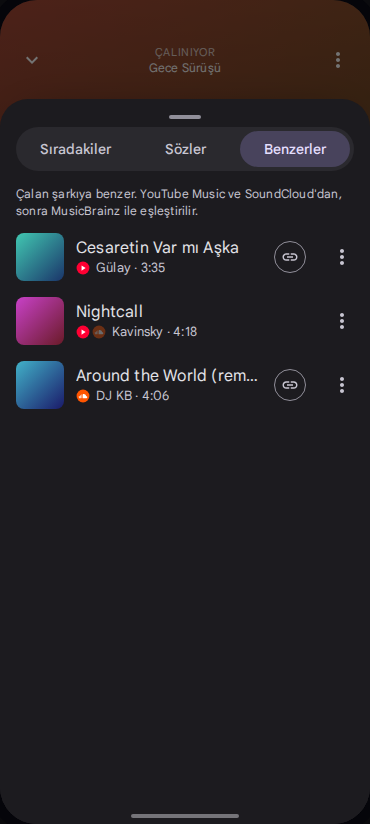 ÇALINIYOR
Gece Sürüşü
Sıradakiler
Sözler
Benzerler
Çalan şarkıya benzer. YouTube Music ve SoundCloud'dan,
sonra MusicBrainz ile eşleştirilir.
Cesaretin Var mı Aşka
Gülay · 3:35
Nightcall
Kavinsky · 4:18
Around the World (rem...
DJ KB · 4:06